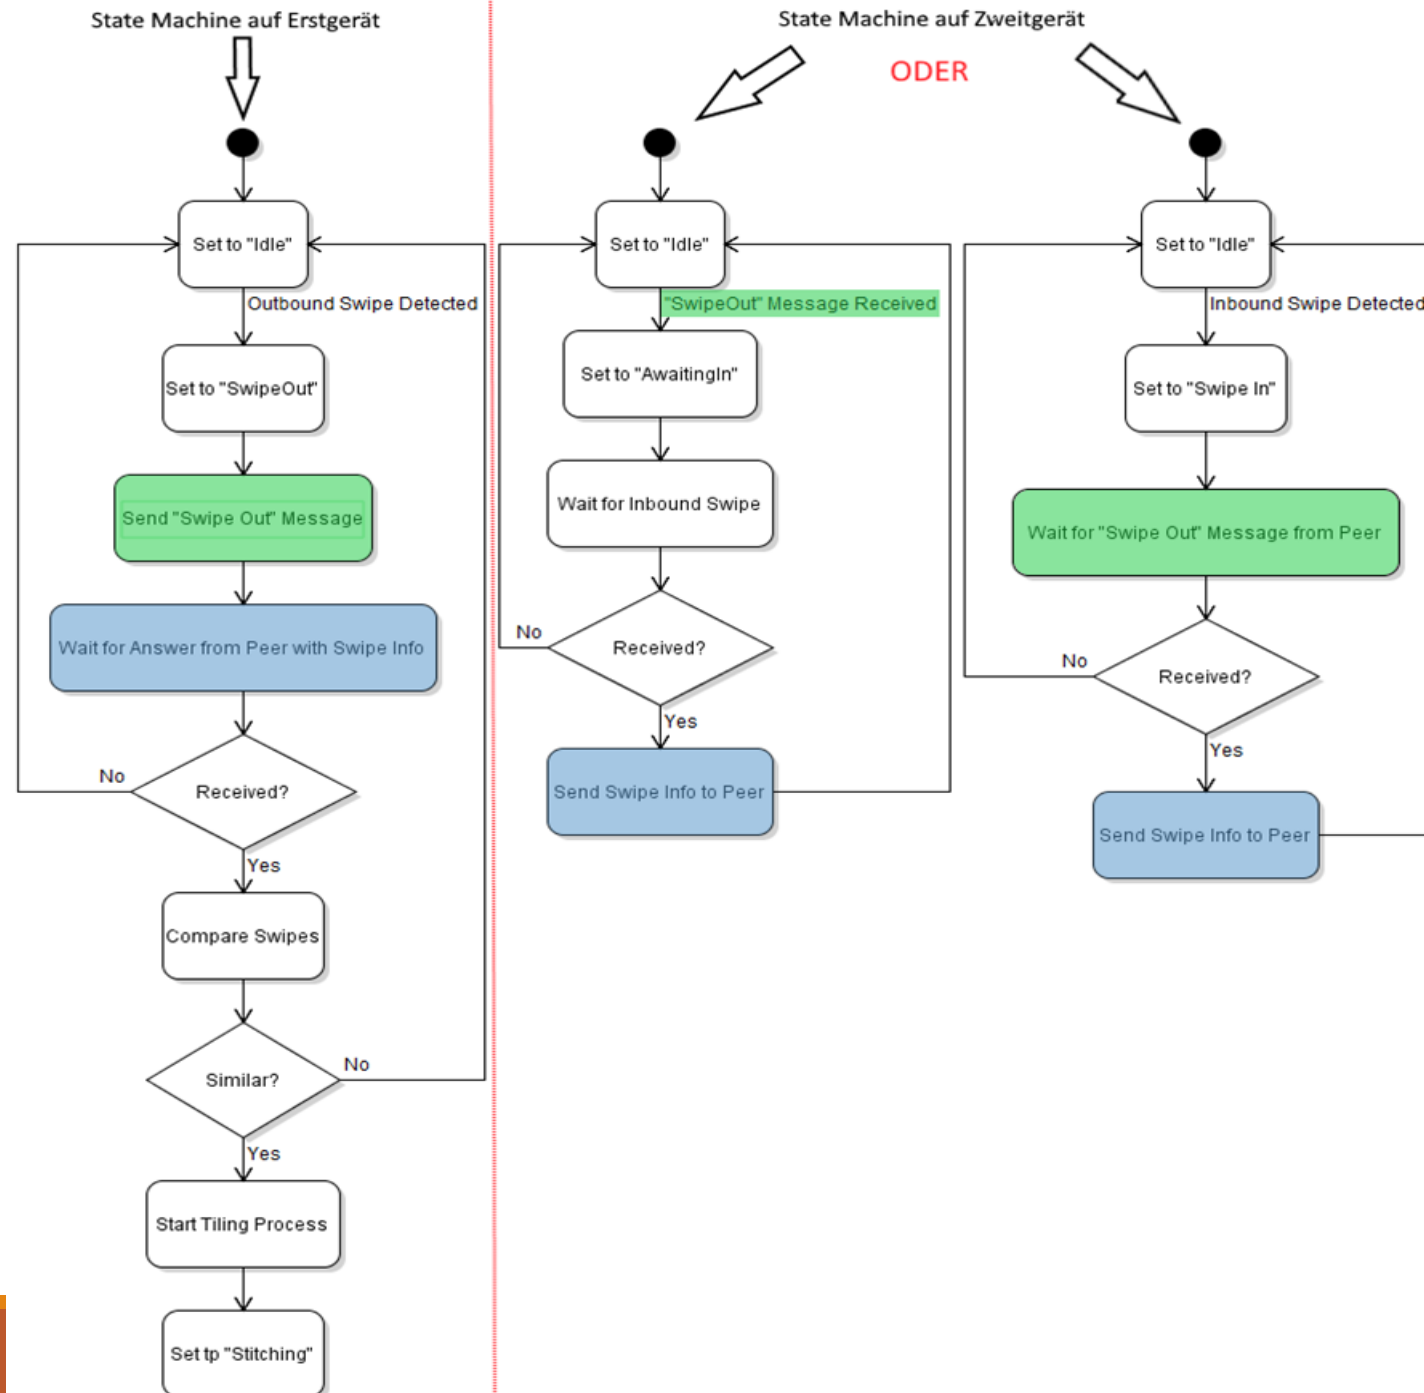 State Machine auf Erstgerät
Set to "Idle"
Outbound Swipe Detected
Set to "SwipeOut"
Send "Swipe Out" Message
Wait for Answer from Peer with Swipe Info
Received?
No
Yes
Compare Swipes
Similar?
No
Yes
Start Tiling Process
Set tp "Stitching"
State Machine auf Zweitgerät
ODER
Set to "Idle"
"SwipeOut" Message Received
Set to "AwaitingIn"
Wait for Inbound Swipe
Received?
No
Yes
Send Swipe Info to Peer
Set to "Idle"
Inbound Swipe Detected
Set to "Swipe In"
Wait for "Swipe Out" Message from Peer
Received?
No
Yes
Send Swipe Info to Peer